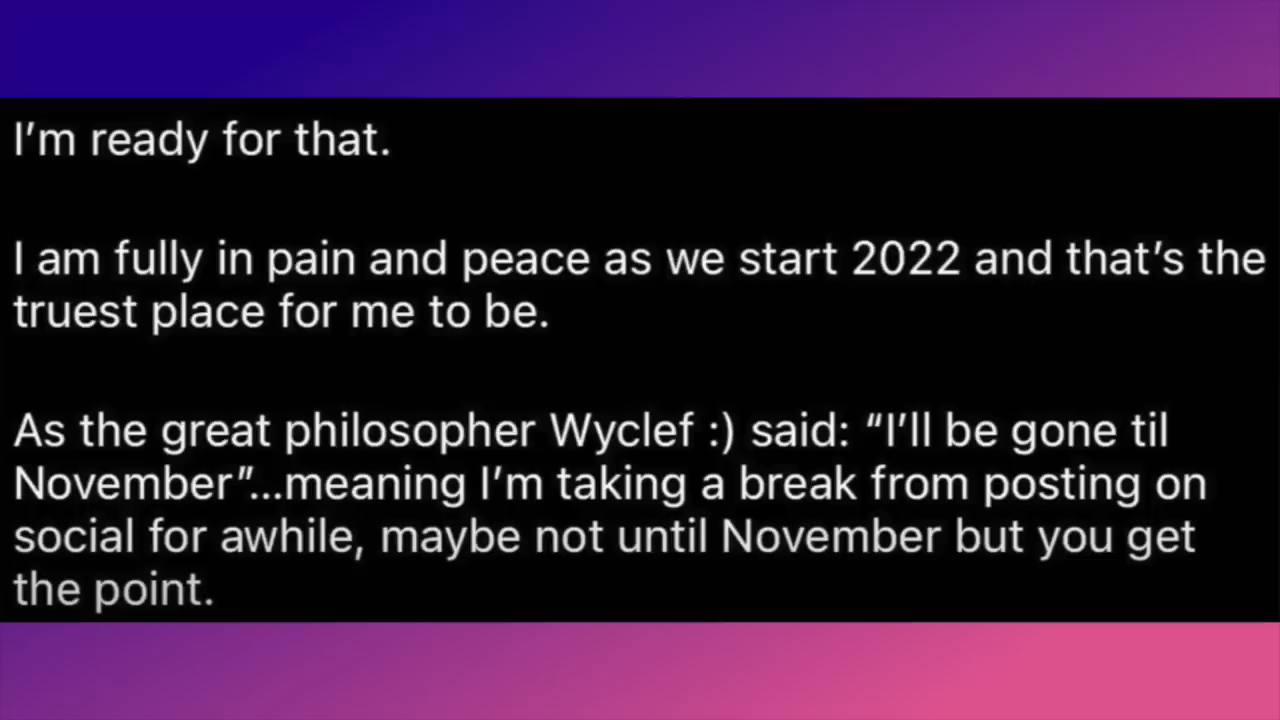 I’m ready for that.
I am fully in pain and peace as we start 2022 and that’s the
truest place for me to be.
As the great philosopher Wyclef :) said: “I’ll be gone til
November”...meaning I’m taking a break from posting on
social for awhile, maybe not until November but you get
the point.